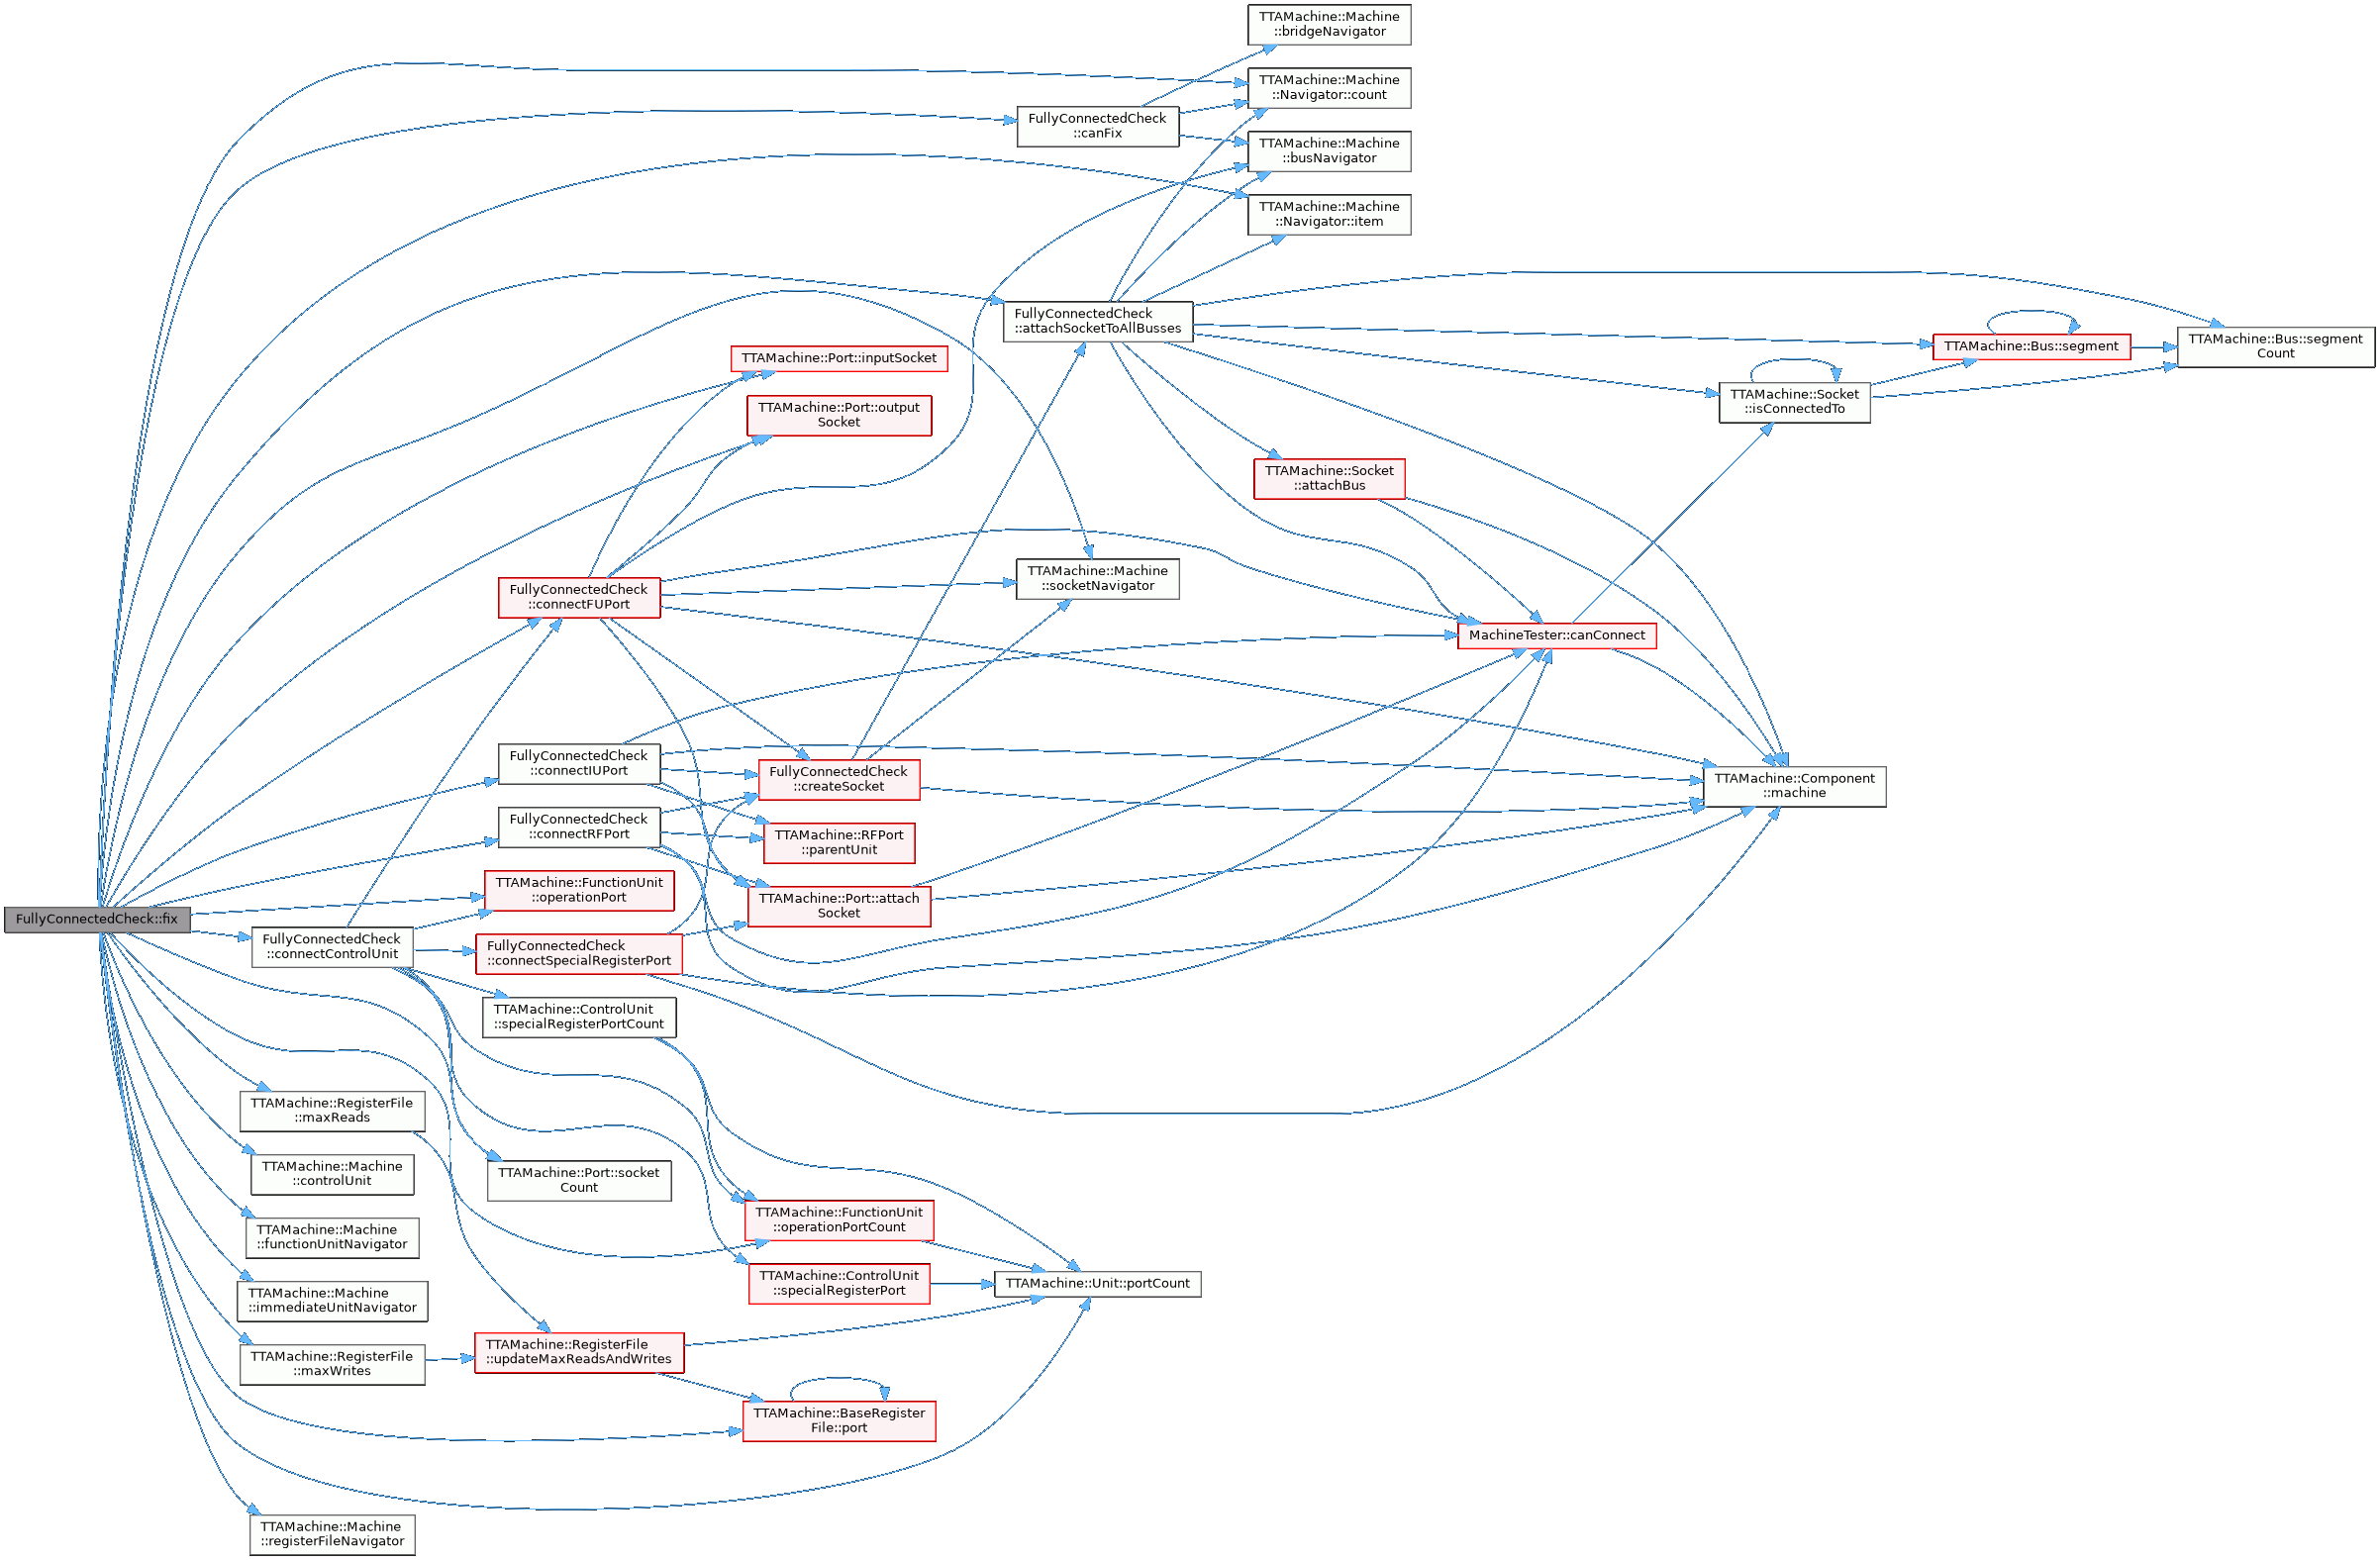 TTAMachine::Machine
::bridgeNavigator
TTAMachine::Machine
::Navigator::count
FullyConnectedCheck
::canFix
TTAMachine::Machine
::busNavigator
TTAMachine::Machine
::Navigator::item
FullyConnectedCheck
::attachSocketToAllBusses
TTAMachine::Bus::segment
TTAMachine::Bus::segment
Count
TTAMachine::Port::inputSocket
TTAMachine::Socket
::isConnectedTo
TTAMachine::Port::output
Socket
TTAMachine::Socket
::attachBus
FullyConnectedCheck
::connectFUPort
TTAMachine::Machine
::socketNavigator
MachineTester::canConnect
FullyConnectedCheck
::connectIUPort
FullyConnectedCheck
::createSocket
TTAMachine::Component
::machine
FullyConnectedCheck
::connectRFPort
TTAMachine::RFPort
::parentUnit
TTAMachine::FunctionUnit
::operationPort
TTAMachine::Port::attach
Socket
FullyConnectedCheck::fix
FullyConnectedCheck
::connectControlUnit
FullyConnectedCheck
::connectSpecialRegisterPort
TTAMachine::ControlUnit
::specialRegisterPortCount
TTAMachine::RegisterFile
::maxReads
TTAMachine::Machine
::controlUnit
TTAMachine::Port::socket
Count
TTAMachine::FunctionUnit
::operationPortCount
TTAMachine::Machine
::functionUnitNavigator
TTAMachine::ControlUnit
::specialRegisterPort
TTAMachine::Unit::portCount
TTAMachine::Machine
::immediateUnitNavigator
TTAMachine::RegisterFile
::maxWrites
TTAMachine::RegisterFile
::updateMaxReadsAndWrites
TTAMachine::BaseRegister
File::port
TTAMachine::Machine
::registerFileNavigator